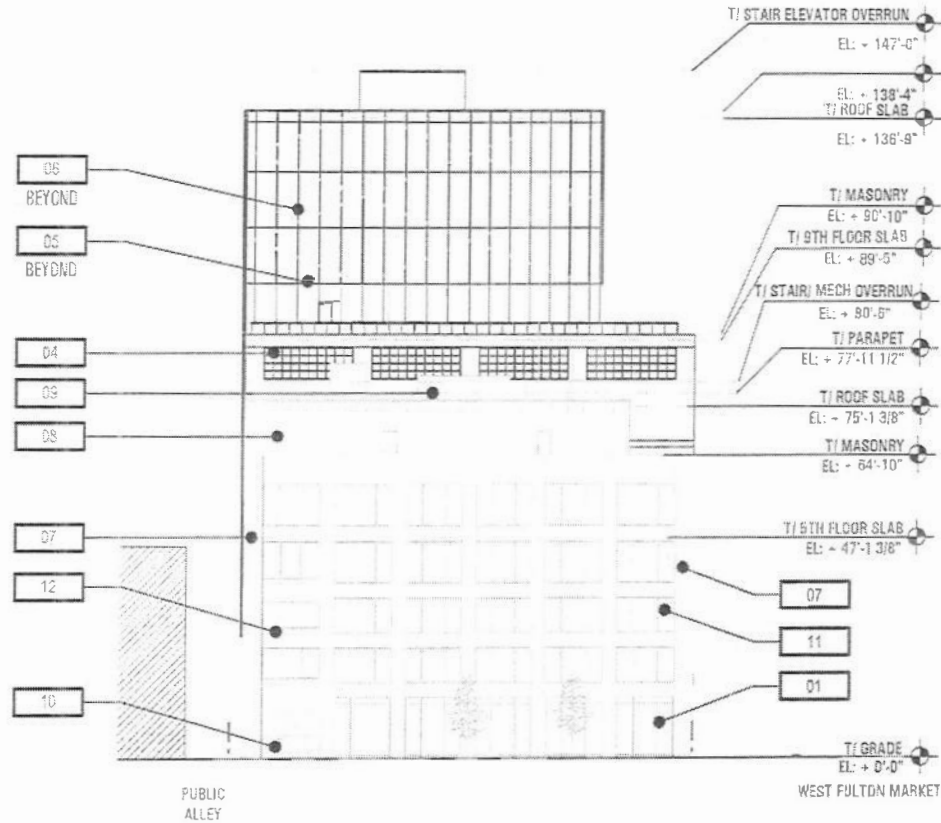 T/ STAIR ELEVATOR OVERRUN
EL: + 147'-0"
EL: + 138'-4"
T/ ROOF SLAB
EL: + 136'-9"
06
BEYOND
T/ MASONRY
EL: + 90'-10"
05
BEYOND
T/ 9TH FLOOR SLAB
EL: + 89'-5"
T/ STAIR/ MECH OVERRUN
EL: + 80'-6"
04
T/ PARAPET
EL: + 77'-11 1/2"
09
T/ ROOF SLAB
EL: + 75'-1 3/8"
08
T/ MASONRY
EL: + 64'-10"
07
T/ 5TH FLOOR SLAB
EL: + 47'-1 3/8"
12
07
11
10
01
T/ GRADE
EL: + 0'-0"
WEST FULTON MARKET
PUBLIC
ALLEY